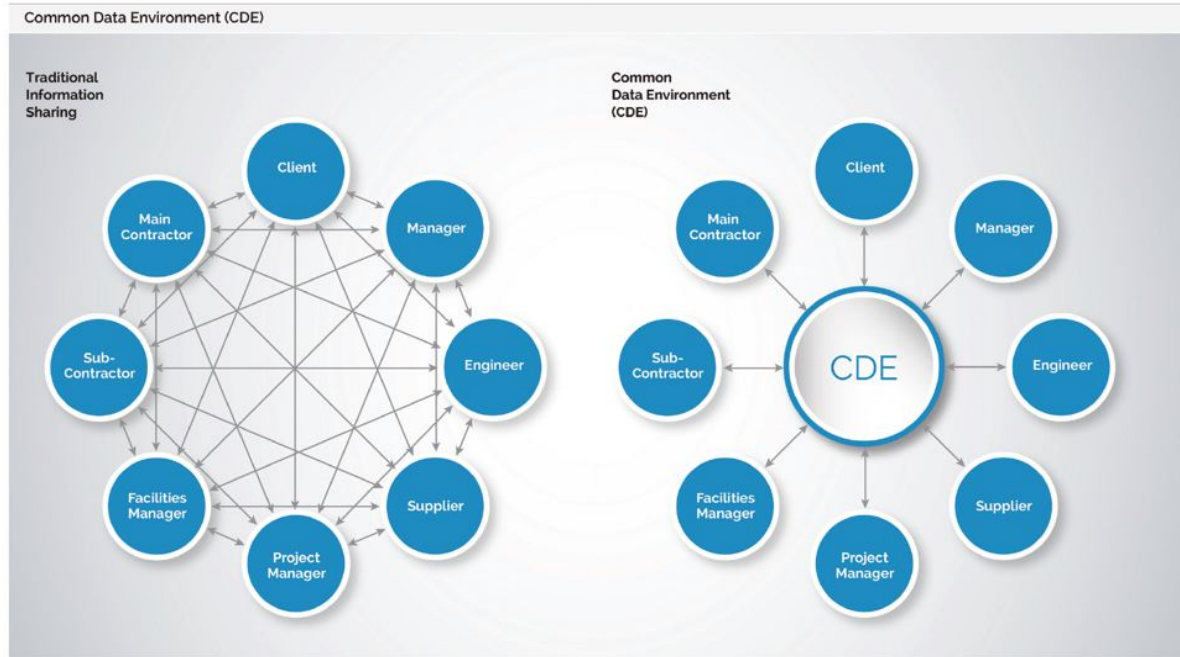 Common Data Environment (CDE)
Traditional
Information
Sharing
Client
Main
Contractor
Manager
Sub-
Contractor
Engineer
Facilities
Manager
Supplier
Project
Manager
Common
Data Environment
(CDE)
Client
Main
Contractor
Manager
Sub-
Contractor
CDE
Engineer
Facilities
Manager
Supplier
Project
Manager